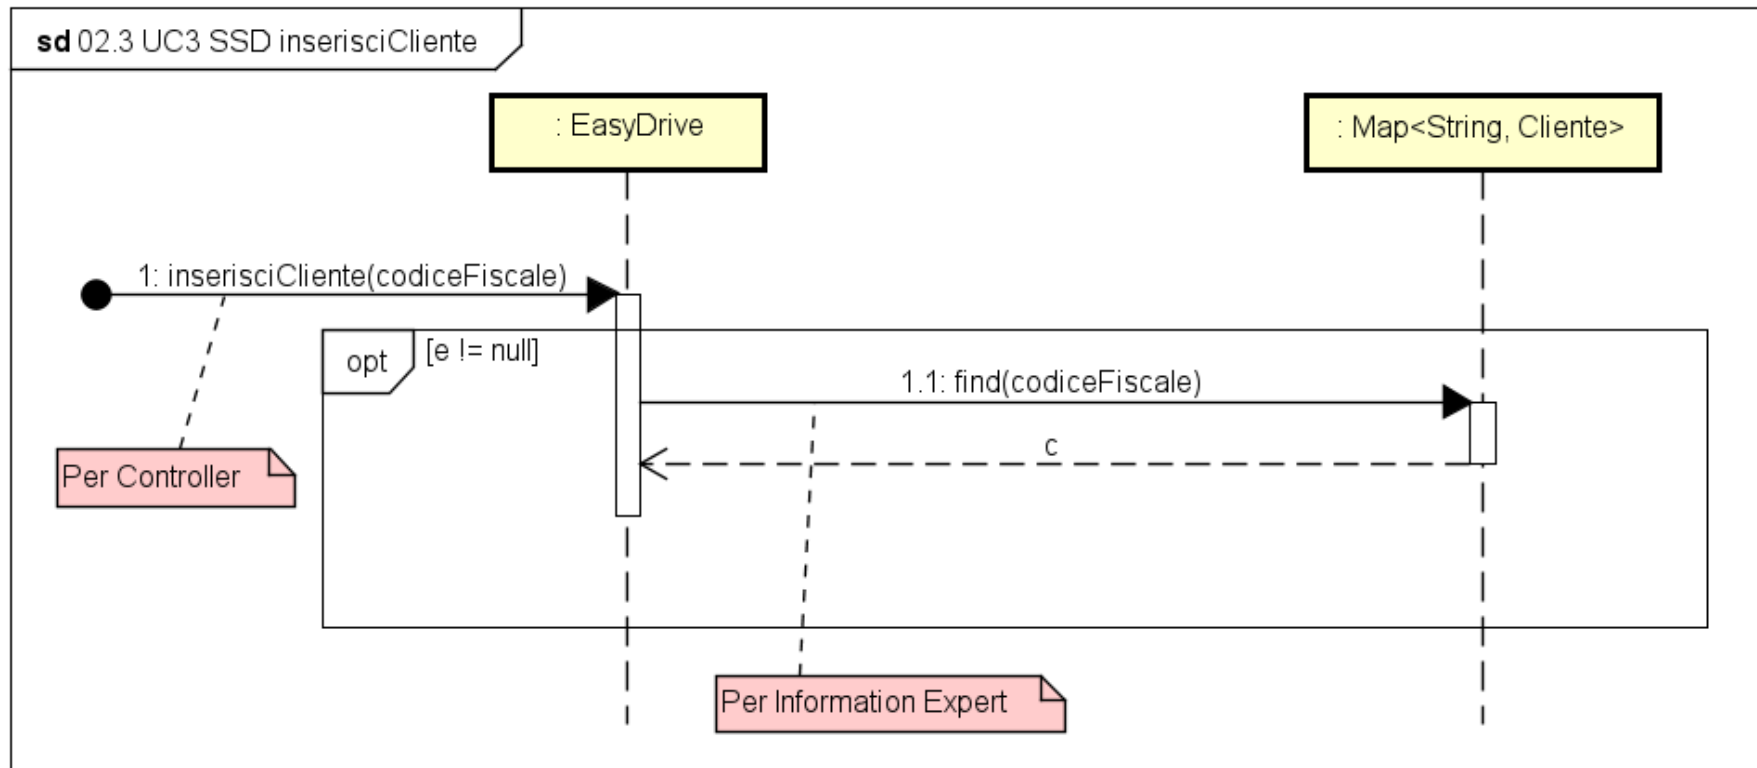 sd 02.3 UC3 SSD inserisciCliente
: EasyDrive
: Map<String, Cliente>
1: inserisciCliente(codiceFiscale)
opt
[e != null]
1.1: find(codiceFiscale)
c
Per Controller
Per Information Expert